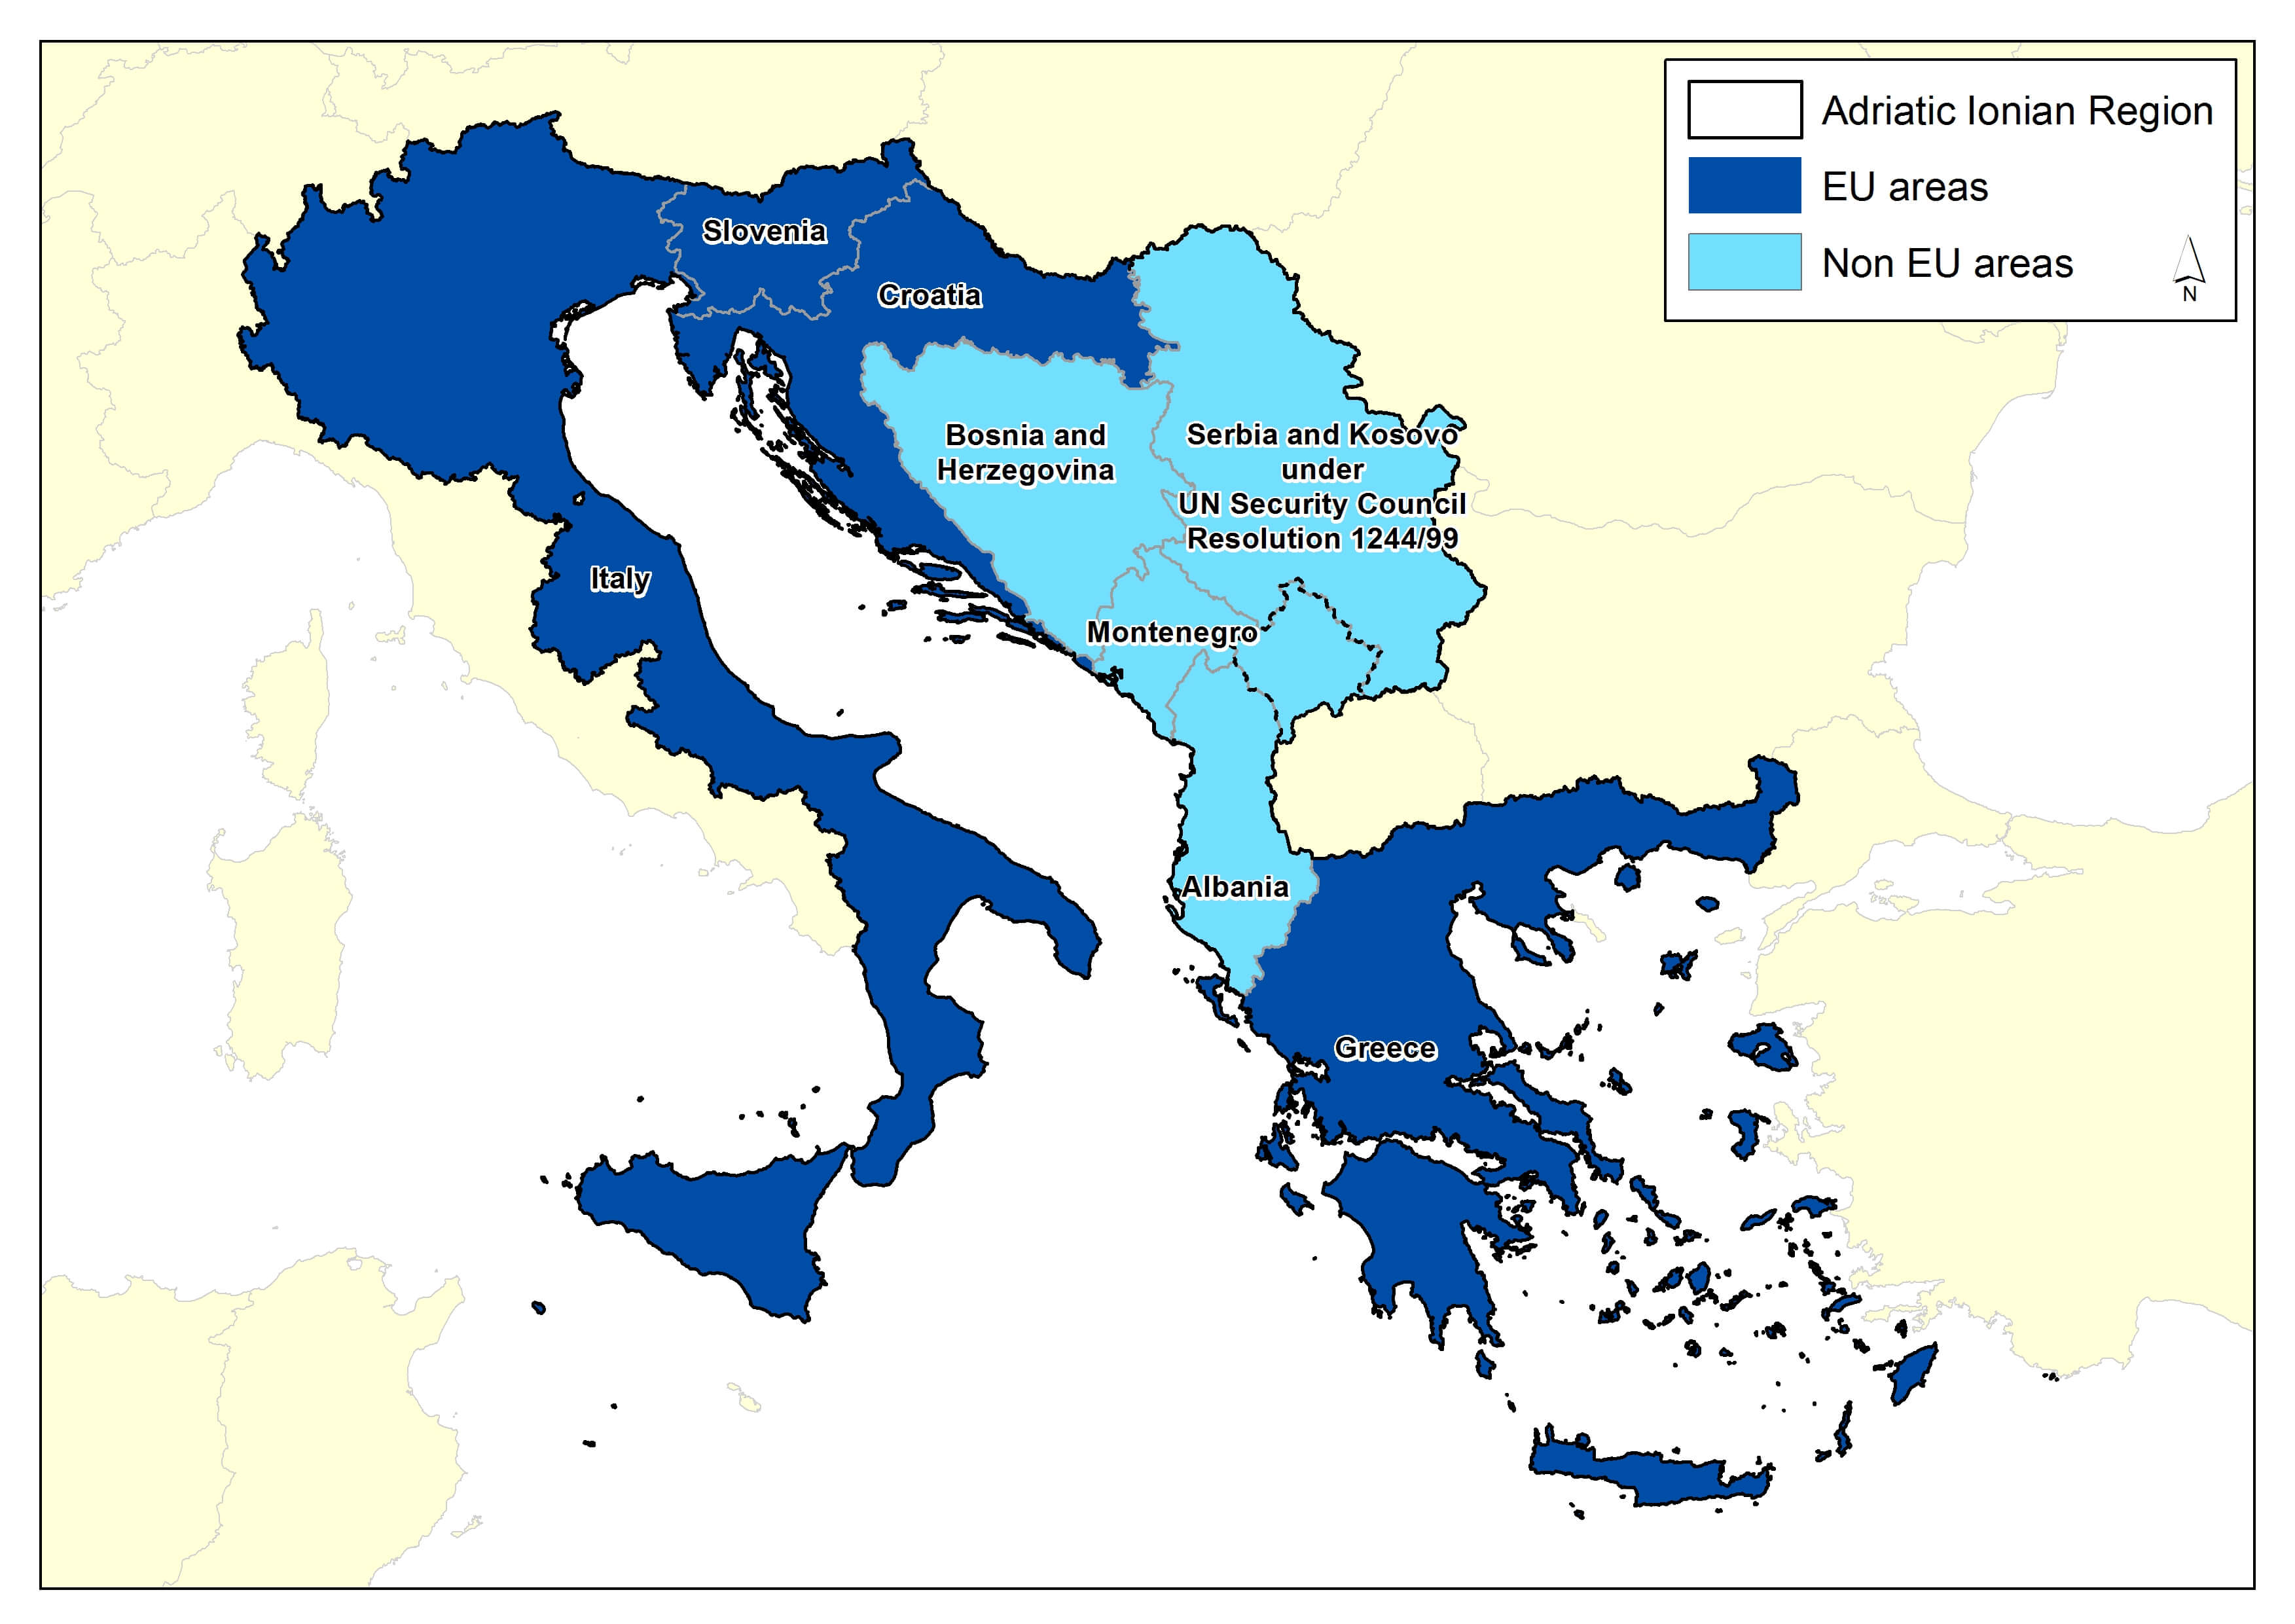 Adriatic Ionian Region
EU areas
Non EU areas
N
Slovenia
Croatia
Bosnia and
Herzegovina
Serbia and Kosovo
under
UN Security Council
Resolution 1244/99
Italy
Montenegro
Albania
Greece